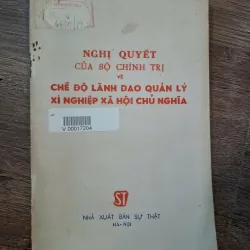 NGHỊ QUYẾT
CỦA BỘ CHÍNH TRỊ
VỀ
CHẾ ĐỘ LÃNH DẠO QUẢN LÝ
XÍ NGHIỆP XÃ HỘI CHỦ NGHĨA
V 00017204
ST
NHÀ XUẤT BẢN SỰ THẬT
HÀ-NỘI